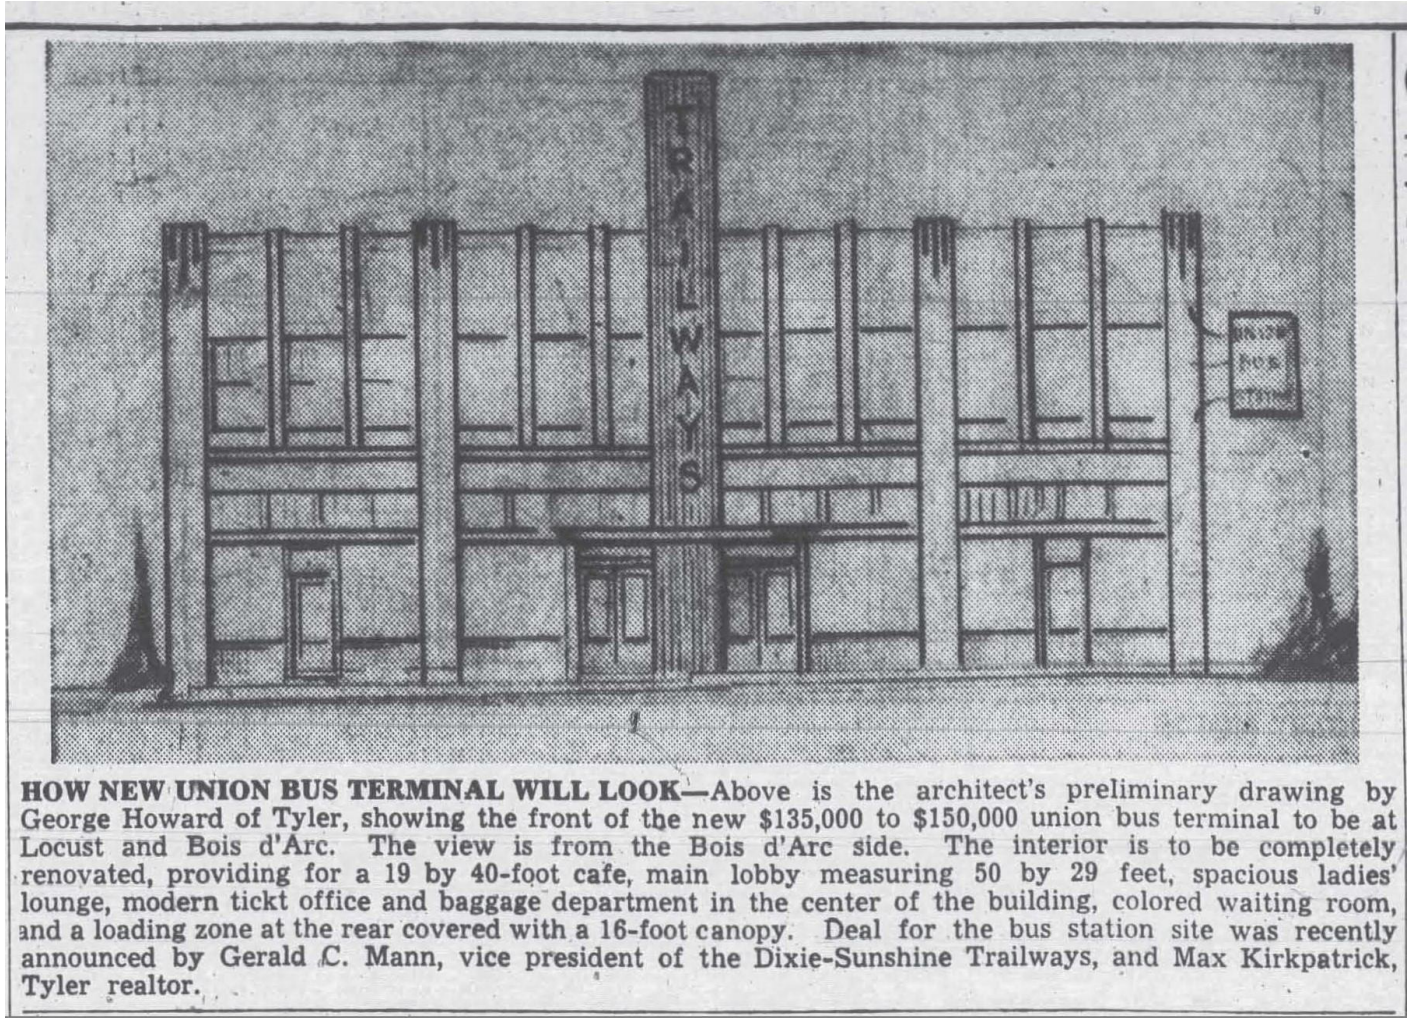 TRAILWAYS
BUS
HOW NEW UNION BUS TERMINAL WILL LOOK—Above is the architect's preliminary drawing by
George Howard of Tyler, showing the front of the new $135,000 to $150,000 union bus terminal to be at
Locust and Bois d'Arc. The view is from the Bois d'Arc side. The interior is to be completely
renovated, providing for a 19 by 40-foot cafe, main lobby measuring 50 by 29 feet, spacious ladies'
lounge, modern tickt office and baggage department in the center of the building, colored waiting room,
and a loading zone at the rear covered with a 16-foot canopy. Deal for the bus station site was recently
announced by Gerald C. Mann, vice president of the Dixie-Sunshine Trailways, and Max Kirkpatrick,
Tyler realtor.